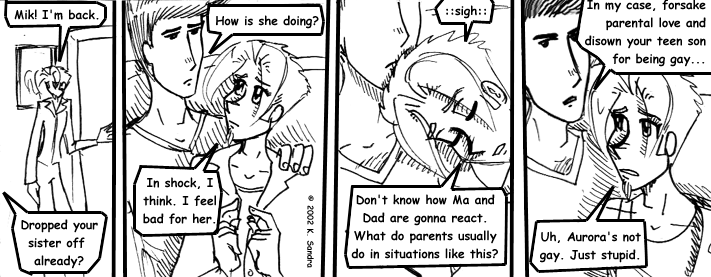 Mik! I'm back.
Dropped your
sister off
already?
How is she doing?
In shock, I
think. I feel
bad for her.
© 2002 K. Sandra
::sigh::
Don't know how Ma and
Dad are gonna react.
What do parents usually
do in situations like this?
In my case, forsake
parental love and
disown your teen son
for being gay...
Uh, Aurora's not
gay. Just stupid.